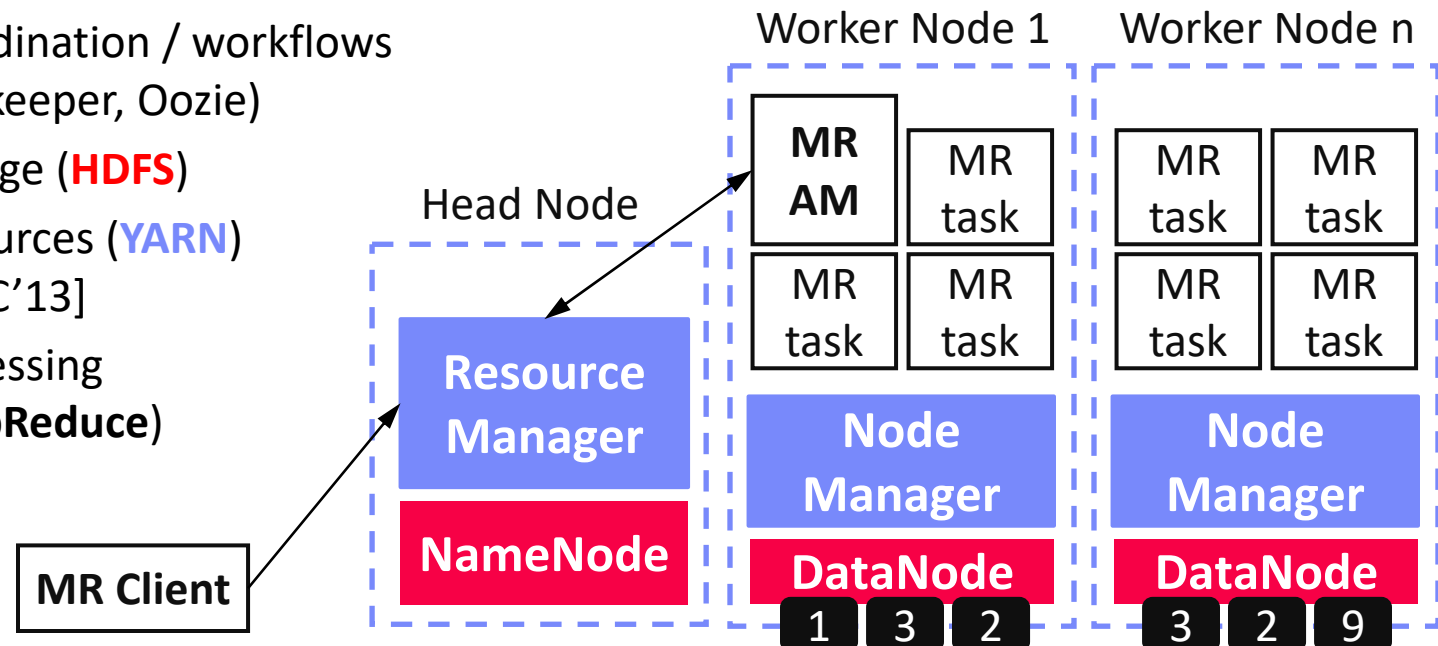 dination / workflows
keeper, Oozie)
ge (HDFS)
urces (YARN)
C’13]
essing
oReduce)
MR Client
Head Node
Resource
Manager
NameNode
Worker Node 1
MR
AM
MR
task
MR
task
MR
task
Node
Manager
DataNode
1 3 2
Worker Node n
MR
task
MR
task
MR
task
MR
task
Node
Manager
DataNode
3 2 9